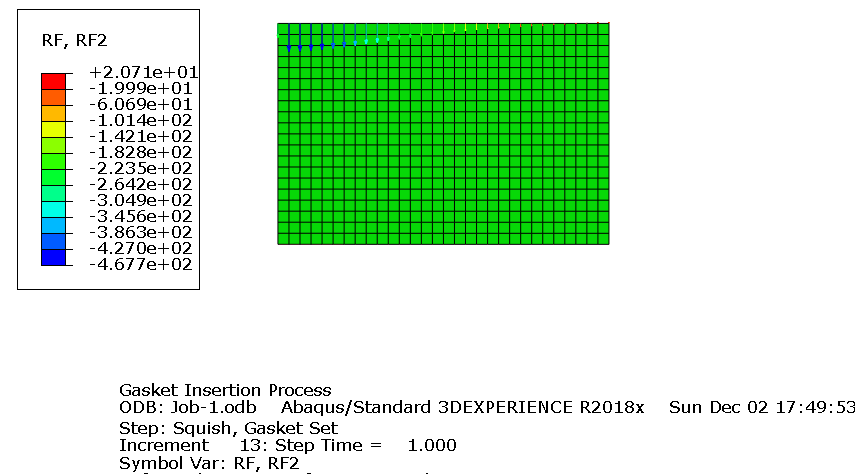 RF, RF2
+2.071e+01
-1.999e+01
-6.069e+01
-1.014e+02
-1.421e+02
-1.828e+02
-2.235e+02
-2.642e+02
-3.049e+02
-3.456e+02
-3.863e+02
-4.270e+02
-4.677e+02
Gasket Insertion Process
ODB: Job-1.odb Abaqus/Standard 3DEXPERIENCE R2018x Sun Dec 02 17:49:53
Step: Squish, Gasket Set
Increment 13: Step Time = 1.000
Symbol Var: RF, RF2